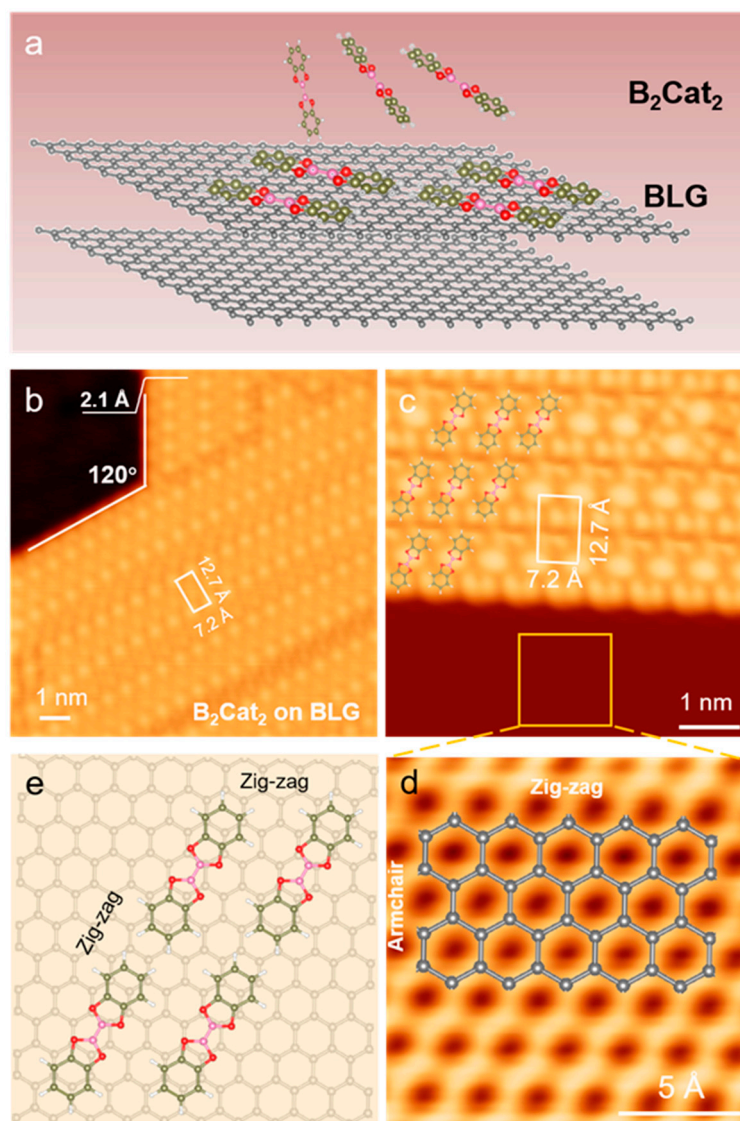 a
B₂Cat₂
BLG
b
2.1 Å
120°
12.7 Å
7.2 Å
1 nm
B₂Cat₂ on BLG
c
12.7 Å
7.2 Å
1 nm
e
Zig-zag
Zig-zag
d
Zig-zag
Armchair
5 Å